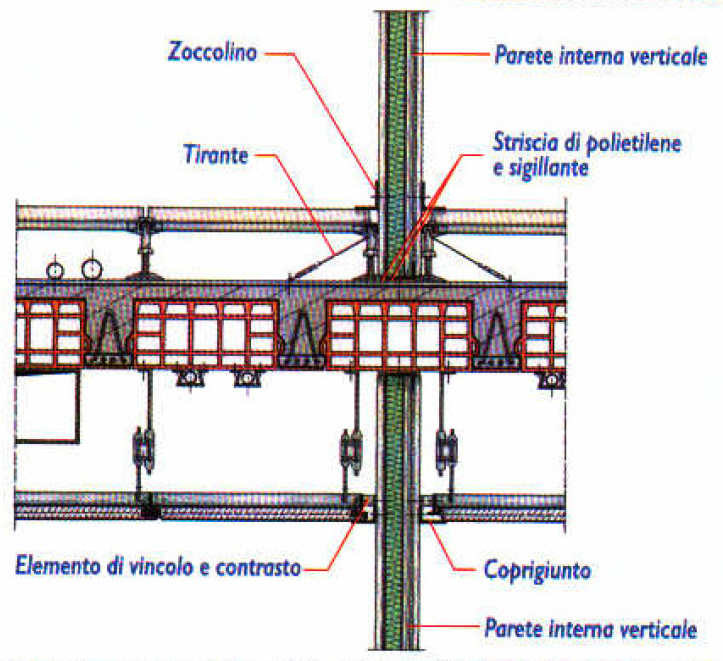 Zoccolino
Parete interna verticale
Tirante
Striscia di polietilene
e sigillante
Elemento di vincolo e contrasto
Coprigiunto
Parete interna verticale